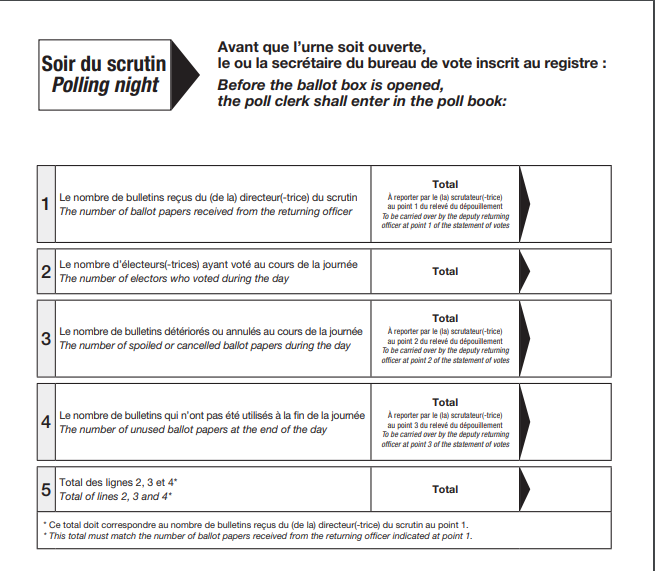 Soir du scrutin
Polling night
Avant que l’urne soit ouverte,
le ou la secrétaire du bureau de vote inscrit au registre :
Before the ballot box is opened,
the poll clerk shall enter in the poll book:
1
Le nombre de bulletins reçus du (de la) directeur(-trice) du scrutin
The number of ballot papers received from the returning officer
Total
À reporter par le (la) scrutateur(-trice)
au point 1 du relevé du dépouillement
To be carried over by the deputy returning
officer at point 1 of the statement of votes
2
Le nombre d’électeurs(-trices) ayant voté au cours de la journée
The number of electors who voted during the day
Total
3
Le nombre de bulletins détériorés ou annulés au cours de la journée
The number of spoiled or cancelled ballot papers during the day
Total
À reporter par le (la) scrutateur(-trice)
au point 2 du relevé du dépouillement
To be carried over by the deputy returning
officer at point 2 of the statement of votes
4
Le nombre de bulletins qui n’ont pas été utilisés à la fin de la journée
The number of unused ballot papers at the end of the day
Total
À reporter par le (la) scrutateur(-trice)
au point 3 du relevé du dépouillement
To be carried over by the deputy returning
officer at point 3 of the statement of votes
5
Total des lignes 2, 3 et 4*
Total of lines 2, 3 and 4*
Total
* Ce total doit correspondre au nombre de bulletins reçus du (de la) directeur(-trice) du scrutin au point 1.
* This total must match the number of ballot papers received from the returning officer indicated at point 1.